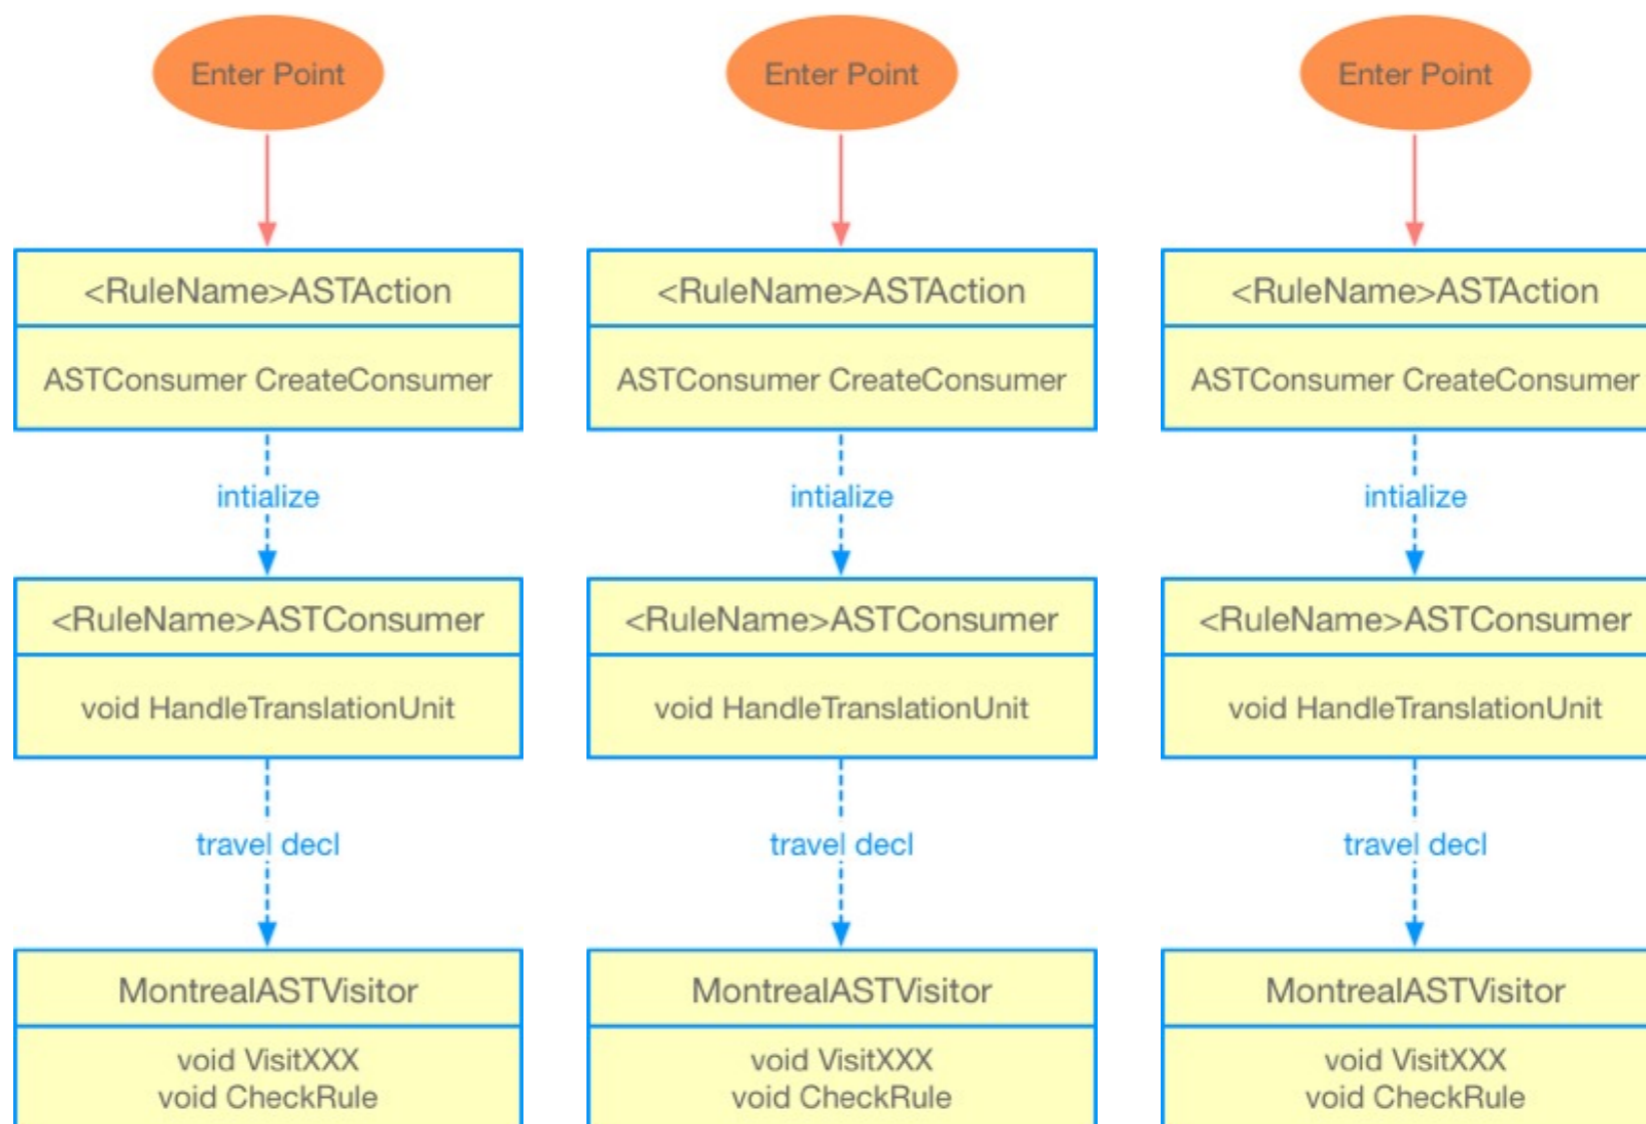 Enter Point
Enter Point
Enter Point
<RuleName>ASTAction
<RuleName>ASTAction
<RuleName>ASTAction
ASTConsumer CreateConsumer
ASTConsumer CreateConsumer
ASTConsumer CreateConsumer
intialize
intialize
intialize
<RuleName>ASTConsumer
<RuleName>ASTConsumer
<RuleName>ASTConsumer
void HandleTranslationUnit
void HandleTranslationUnit
void HandleTranslationUnit
travel decl
travel decl
travel decl
MontrealASTVisitor
MontrealASTVisitor
MontrealASTVisitor
void VisitXXX
void VisitXXX
void VisitXXX
void CheckRule
void CheckRule
void CheckRule